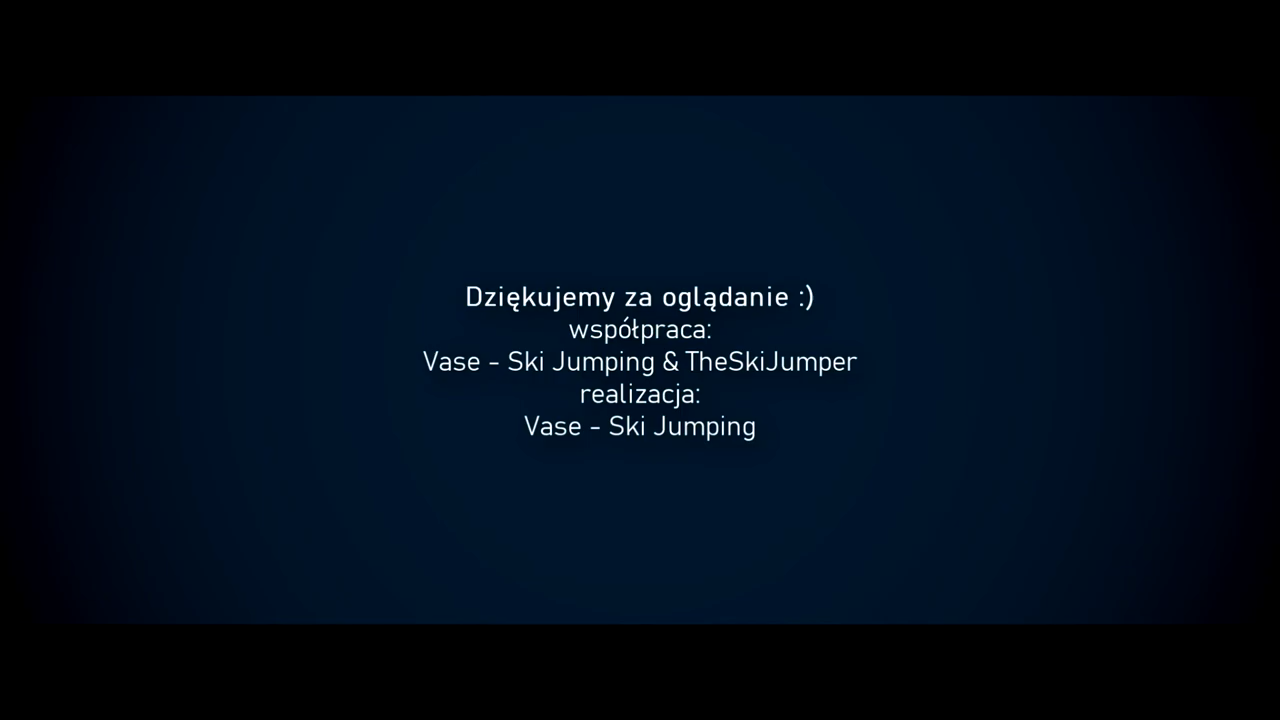 Dziękujemy za oglądanie :)
współpraca:
Vase - Ski Jumping & TheSkiJumper
realizacja:
Vase - Ski Jumping